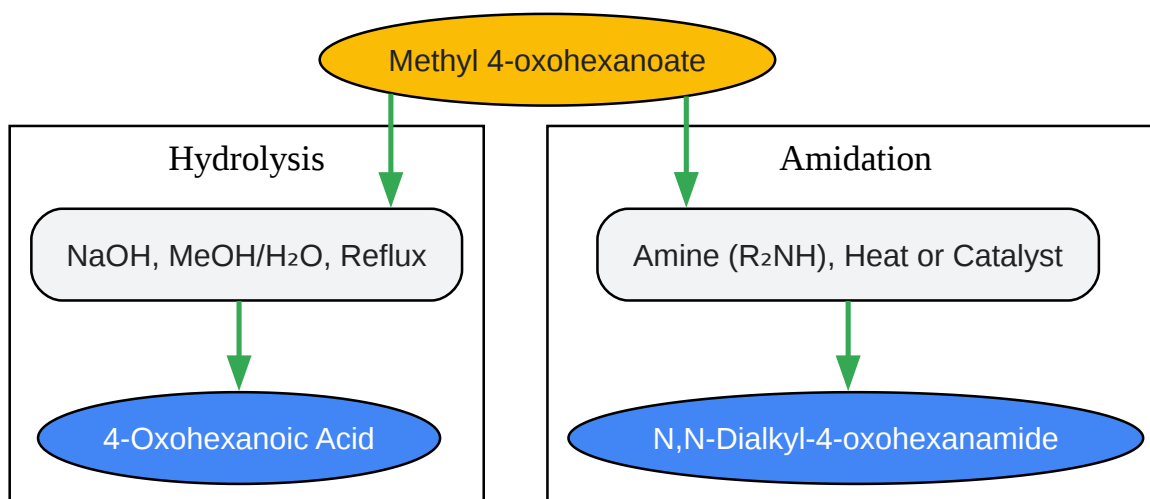 Methyl 4-oxohexanoate
Hydrolysis
Amidation
NaOH, MeOH/H₂O, Reflux
Amine (R₂NH), Heat or Catalyst
4-Oxohexanoic Acid
N,N-Dialkyl-4-oxohexanamide